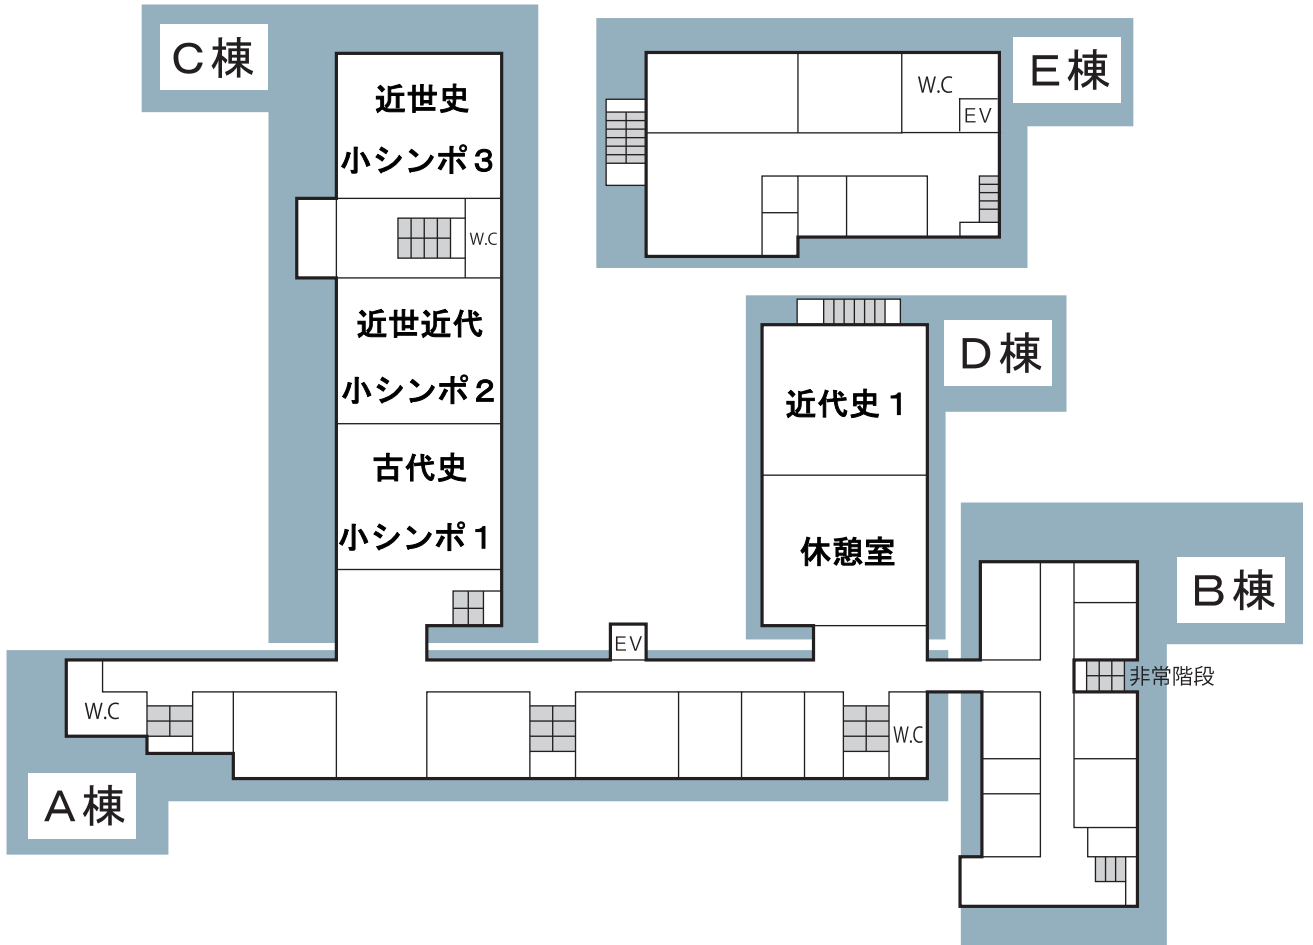 C棟
近世史
小シンポ3
W.C
近世近代
小シンポ2
古代史
小シンポ1
E棟
W.C
EV
D棟
近代史1
休憩室
B棟
非常階段
EV
W.C
W.C
A棟